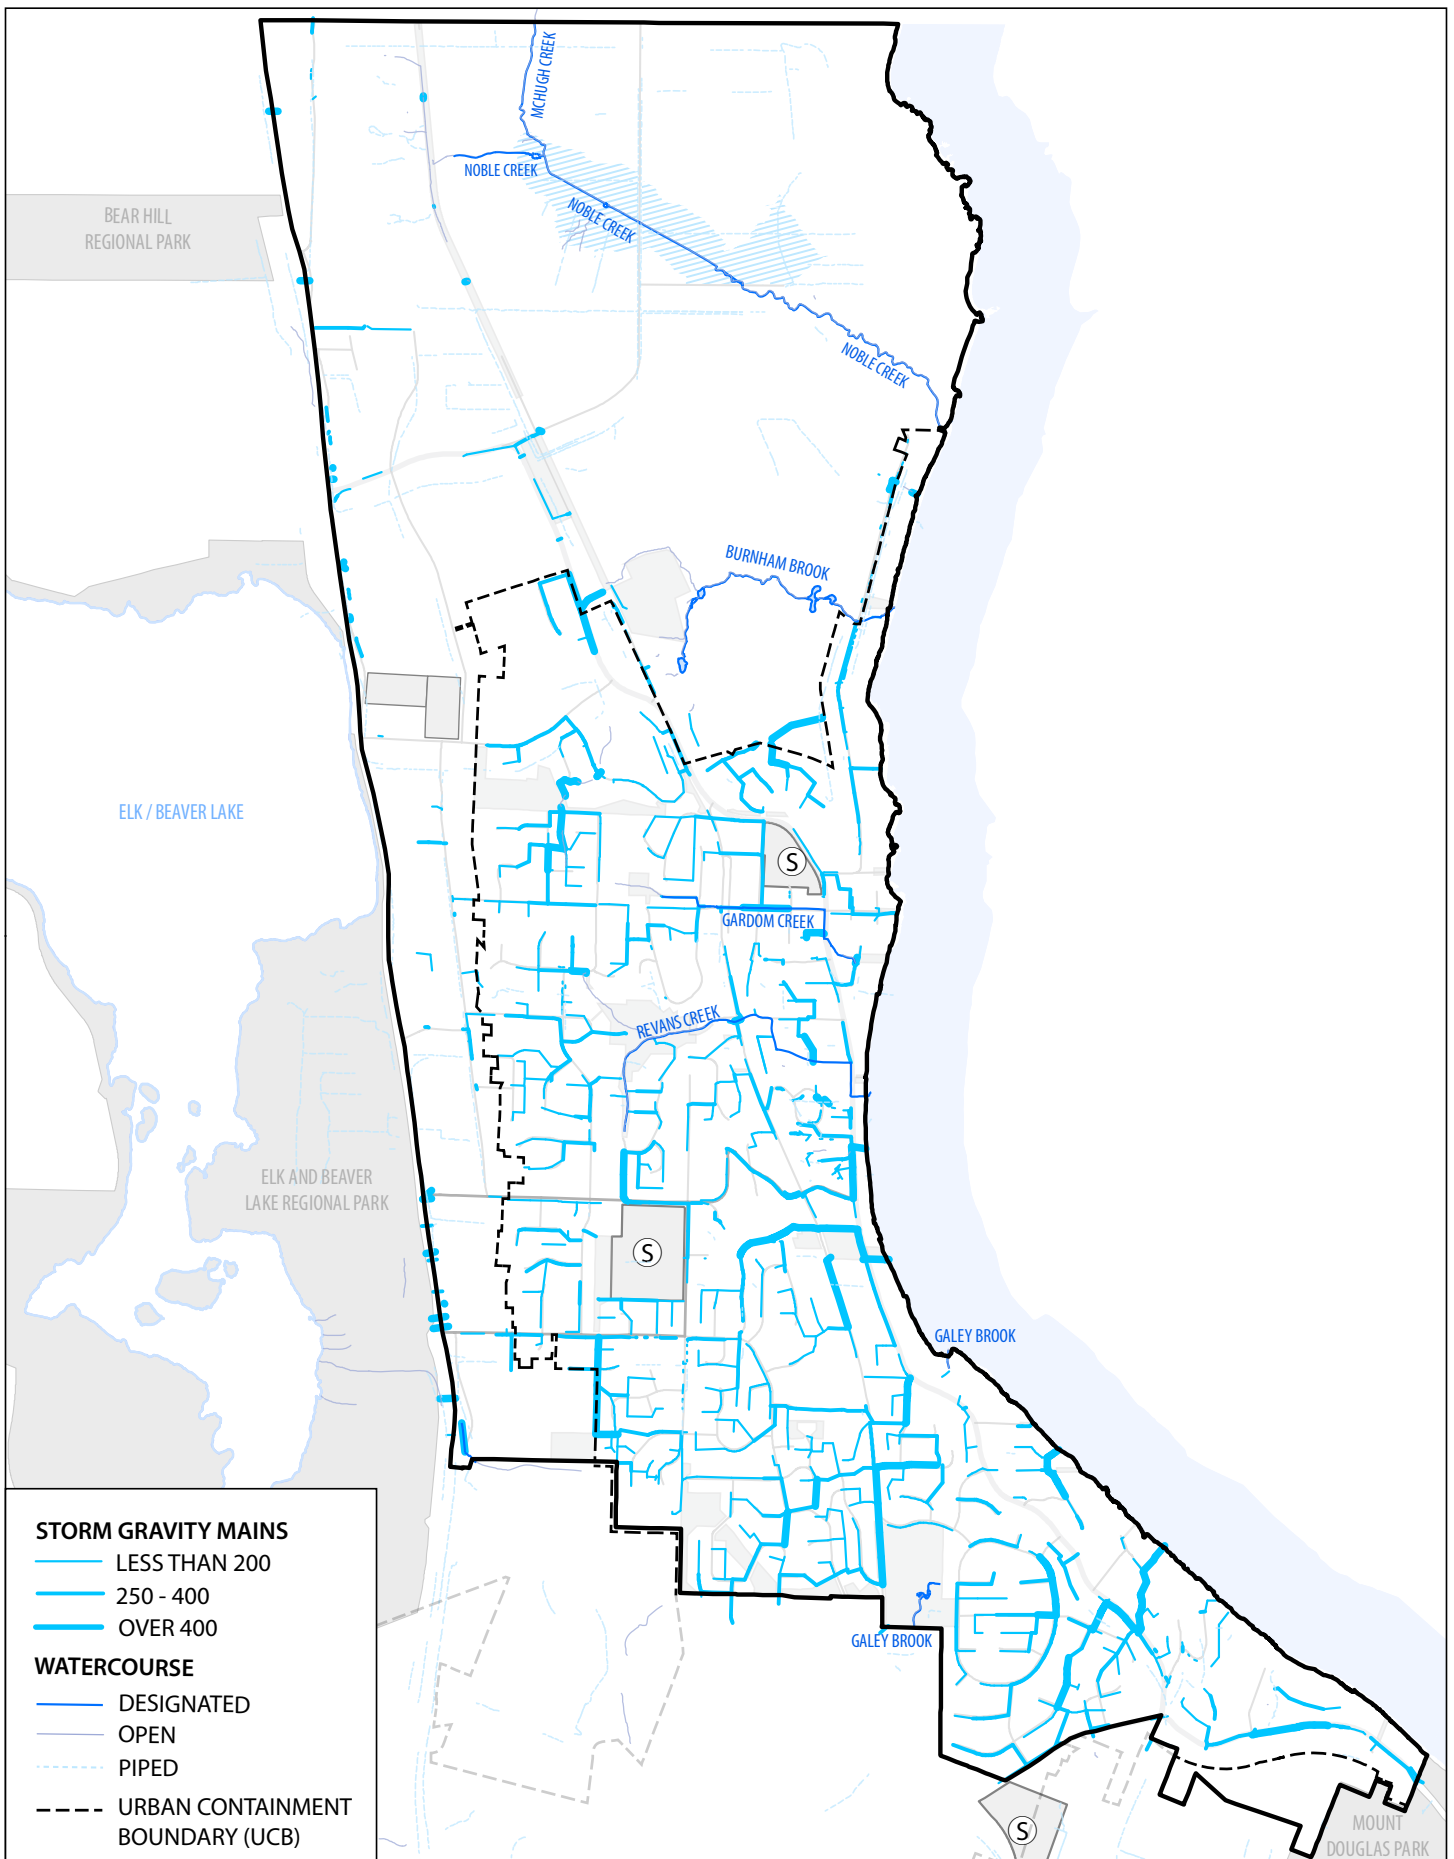 MCHUGH CREEK
NOBLE CREEK
NOBLE CREEK
BEAR HILL
REGIONAL PARK
NOBLE CREEK
BURNHAM BROOK
ELK / BEAVER LAKE
S
GARDOM CREEK
REVANS CREEK
ELK AND BEAVER
LAKE REGIONAL PARK
S
GALEY BROOK
GALEY BROOK
STORM GRAVITY MAINS
LESS THAN 200
250 - 400
OVER 400
WATERCOURSE
DESIGNATED
OPEN
PIPED
URBAN CONTAINMENT
BOUNDARY (UCB)
S
MOUNT
DOUGLAS PARK